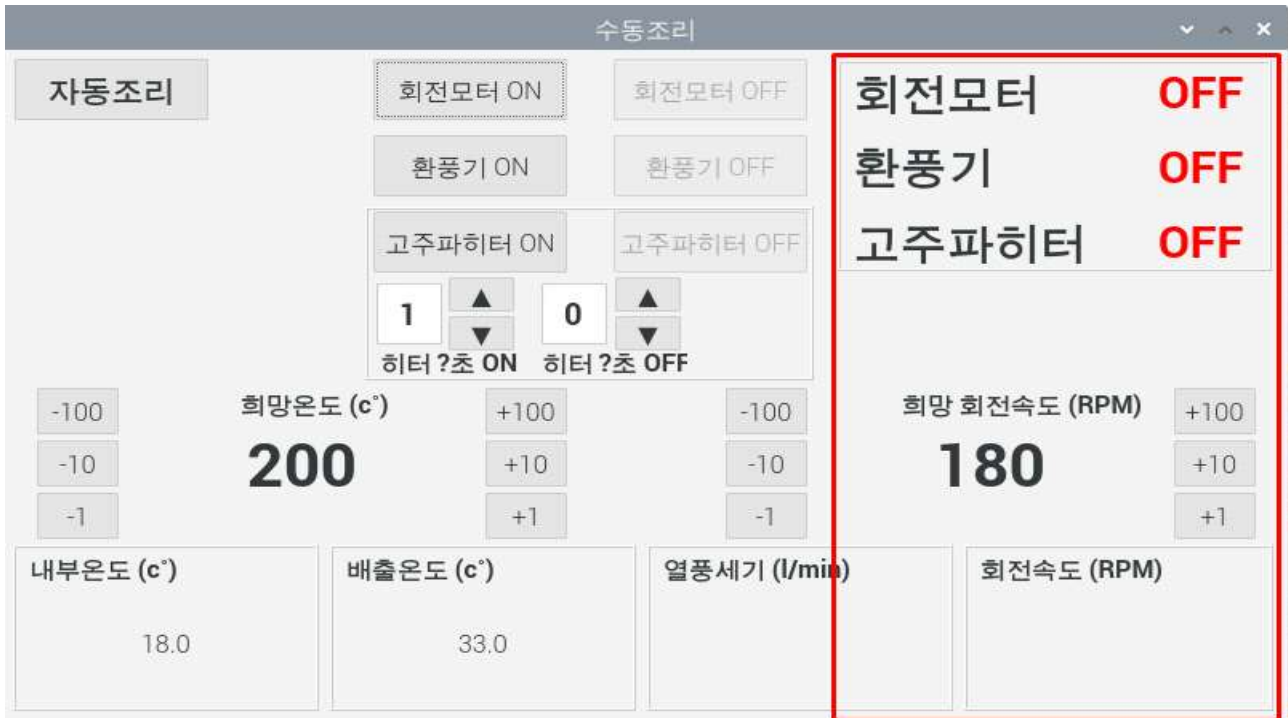 수동조리
자동조리
회전모터 ON
회전모터 OFF
회전모터 OFF
환풍기 ON
환풍기 OFF
환풍기 OFF
고주파히터 ON
고주파히터 OFF
고주파히터 OFF
1 ▲ 0 ▲
▼ ▼
히터 ?초 ON 히터 ?초 OFF
-100 희망온도 (c˚) +100 -100 희망 회전속도 (RPM) +100
-10 200 +10 -10 180 +10
-1 +1 -1 +1
내부온도 (c˚) 배출온도 (c˚) 열풍세기 (l/min) 회전속도 (RPM)
18.0 33.0